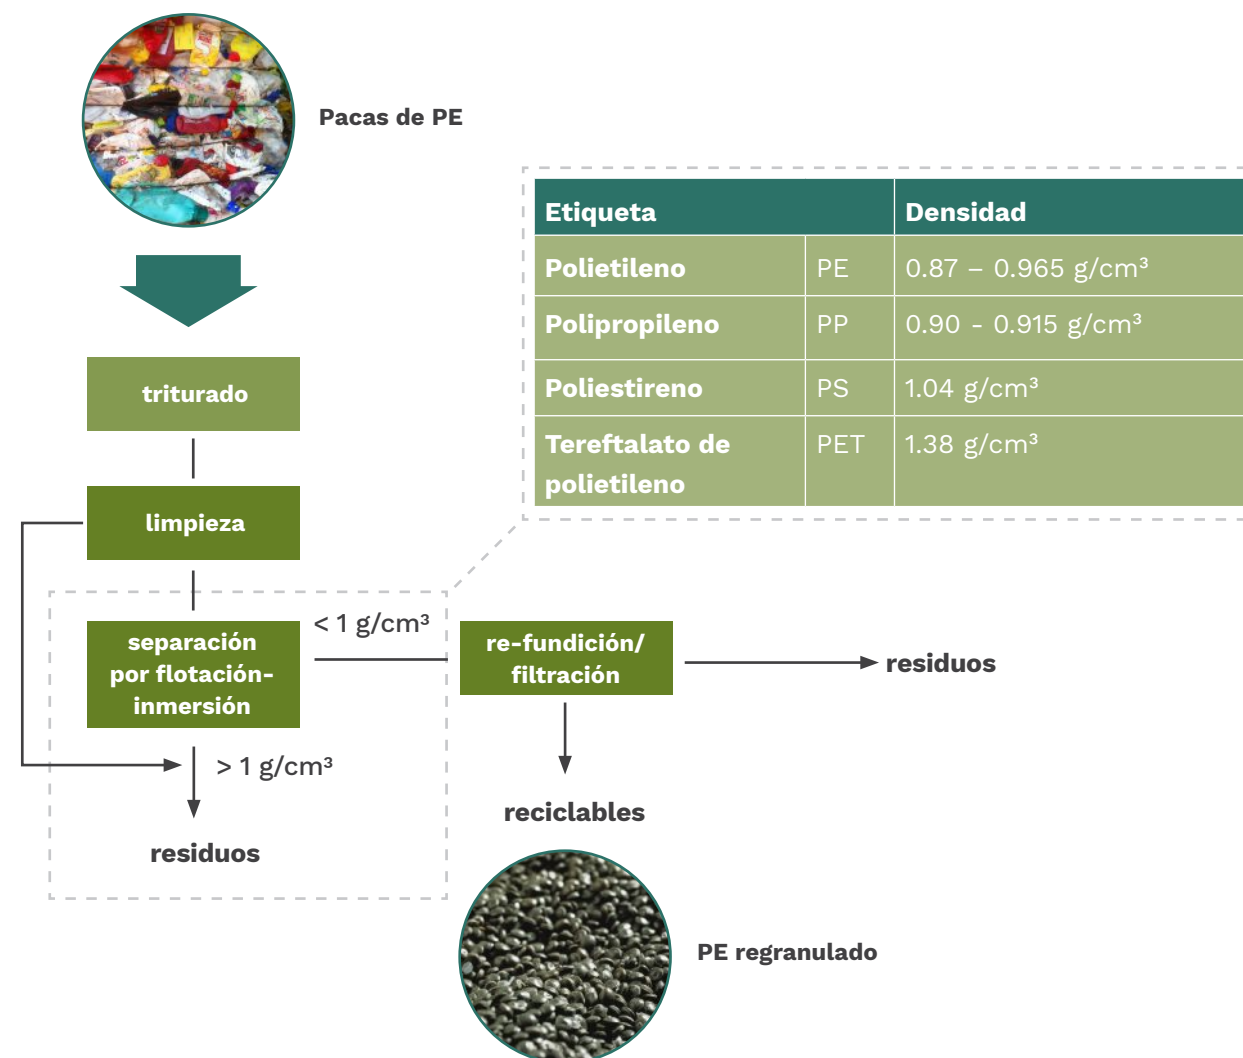 Pacas de PE
Etiqueta Densidad
Polietileno PE 0.87 – 0.965 g/cm³
Polipropileno PP 0.90 - 0.915 g/cm³
Poliestireno PS 1.04 g/cm³
Tereftalato de PET 1.38 g/cm³
polietileno
triturado
limpieza
separación
por flotación-
inmersión
< 1 g/cm³
re-fundición/
filtración
residuos
> 1 g/cm³
residuos
reciclables
PE regranulado